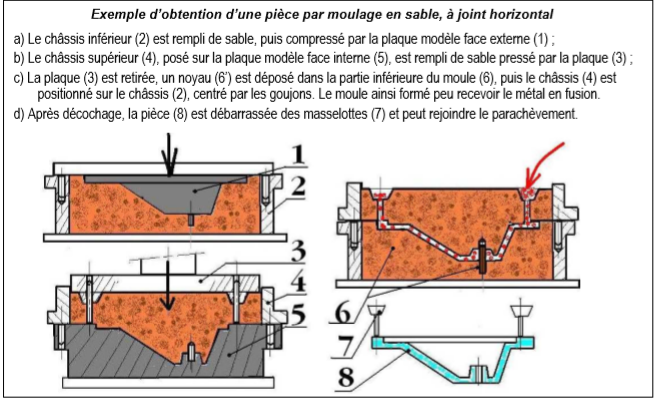 Exemple d’obtention d’une pièce par moulage en sable, à joint horizontal
a) Le châssis inférieur (2) est rempli de sable, puis compressé par la plaque modèle face externe (1) ;
b) Le châssis supérieur (4), posé sur la plaque modèle face interne (5), est rempli de sable pressé par la plaque (3) ;
c) La plaque (3) est retirée, un noyau (6’) est déposé dans la partie inférieure du moule (6), puis le châssis (4) est
positionné sur le châssis (2), centré par les goujons. Le moule ainsi formé peu recevoir le métal en fusion.
d) Après décochage, la pièce (8) est débarrassée des masselottes (7) et peut rejoindre le parachèvement.
1
2
3
4
5
6
7
8